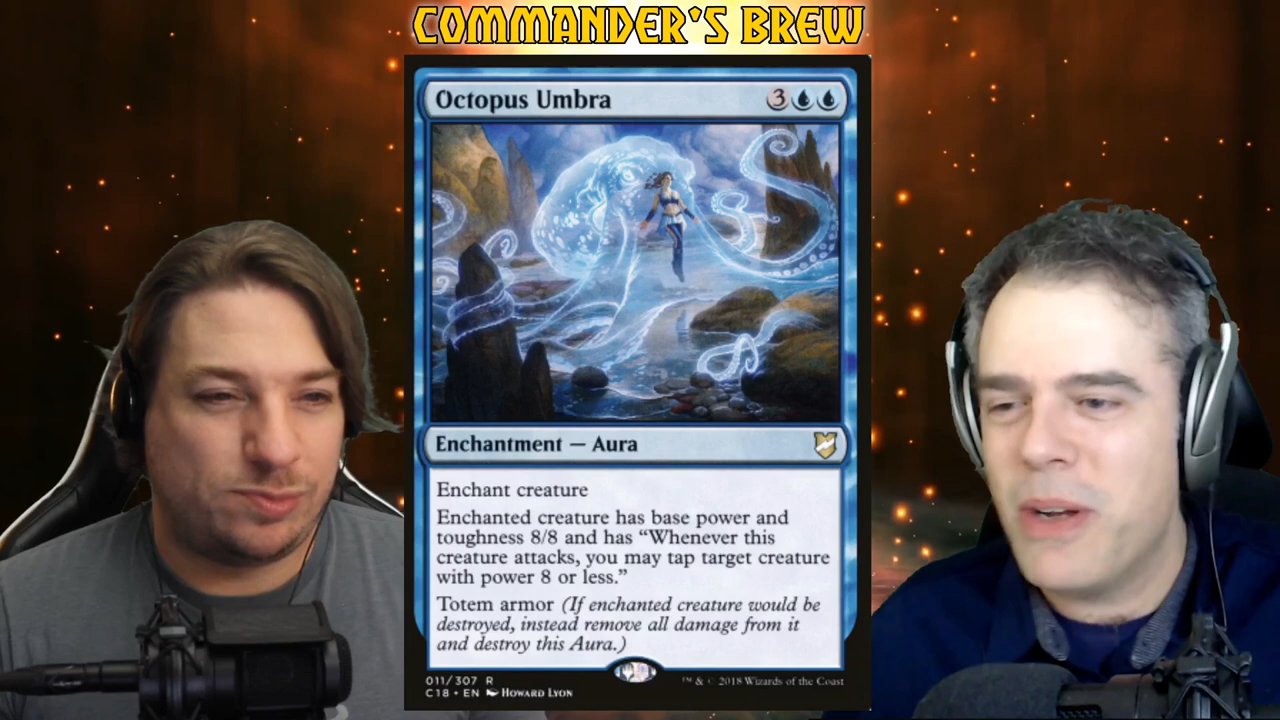 COMMANDER'S BREW
Octopus Umbra 3
Enchantment — Aura
Enchant creature
Enchanted creature has base power and
toughness 8/8 and has “Whenever this
creature attacks, you may tap target creature
with power 8 or less.”
Totem armor (If enchanted creature would be
destroyed, instead remove all damage from it
and destroy this Aura.)
011/307 R
C18 • EN HOWARD LYON
™ & © 2018 Wizards of the Coast